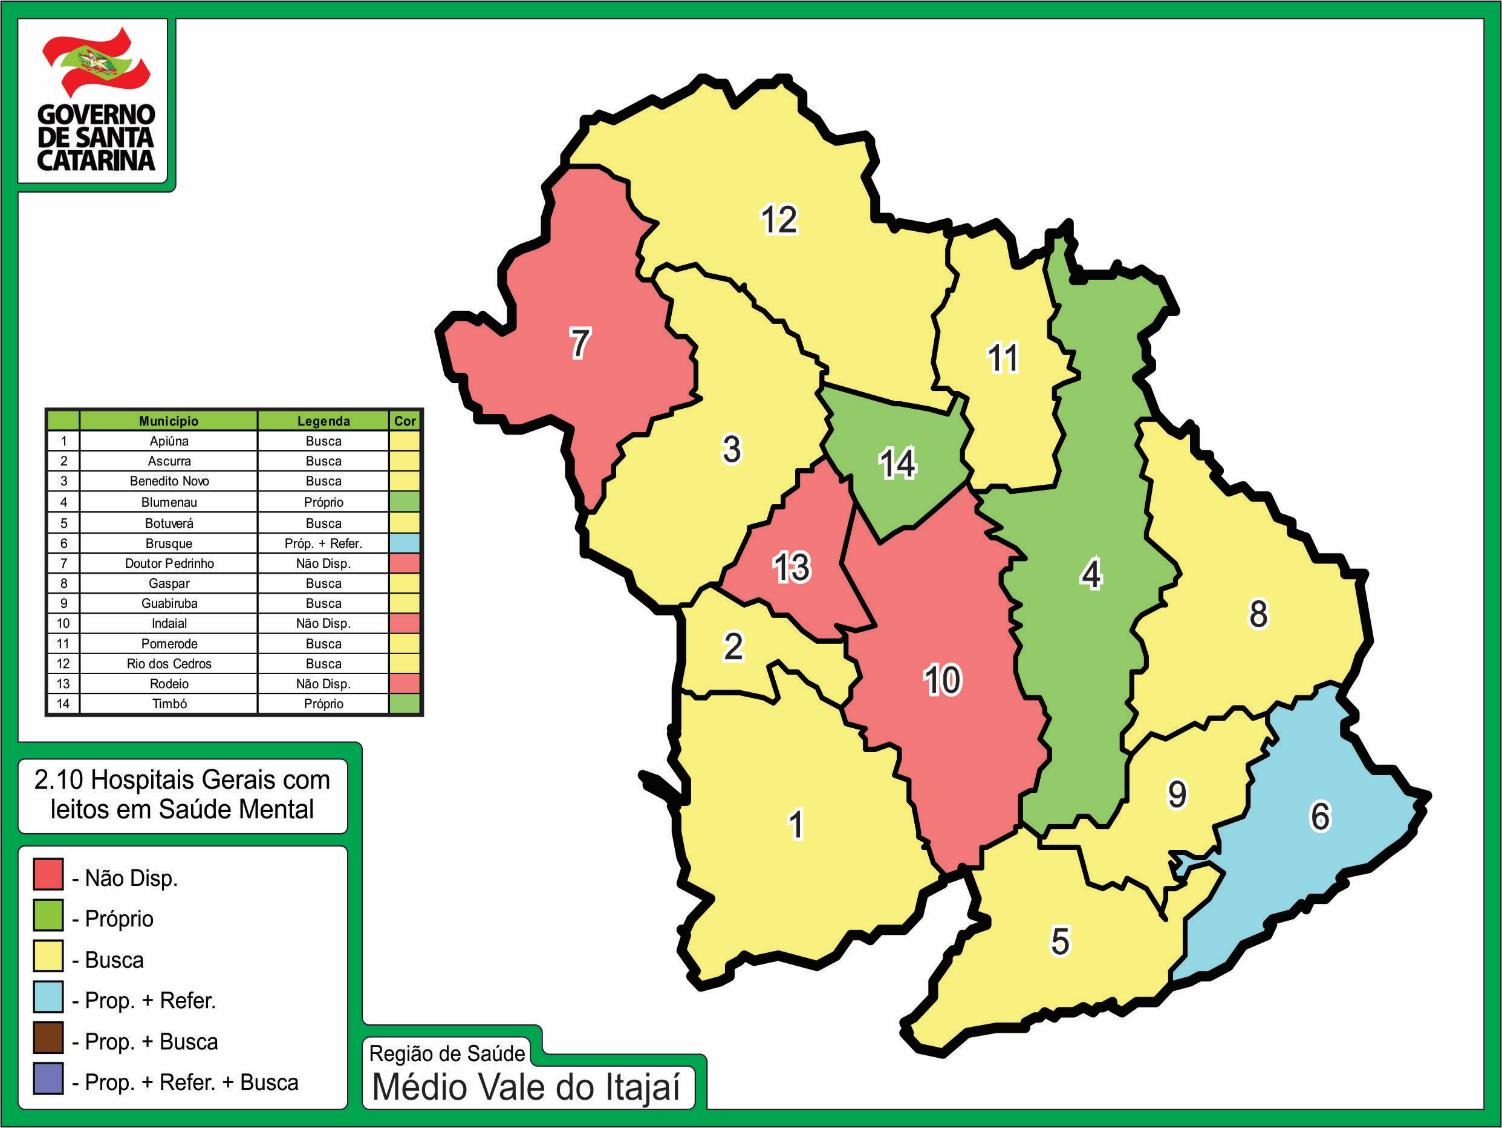 GOVERNO
DE SANTA
CATARINA
12
7
11
3
14
13
4
8
2
10
9
1
6
5
Município Legenda Cor
1 Apiúna Busca
2 Ascurra Busca
3 Benedito Novo Busca
4 Blumenau Próprio
5 Botuverá Busca
6 Brusque Próp. + Refer.
7 Doutor Pedrinho Não Disp.
8 Gaspar Busca
9 Guabiruba Busca
10 Indaial Não Disp.
11 Pomerode Busca
12 Rio dos Cedros Busca
13 Rodeio Não Disp.
14 Timbó Próprio
2.10 Hospitais Gerais com
leitos em Saúde Mental
- Não Disp.
- Próprio
- Busca
- Prop. + Refer.
- Prop. + Busca
- Prop. + Refer. + Busca
Região de Saúde
Médio Vale do Itajaí